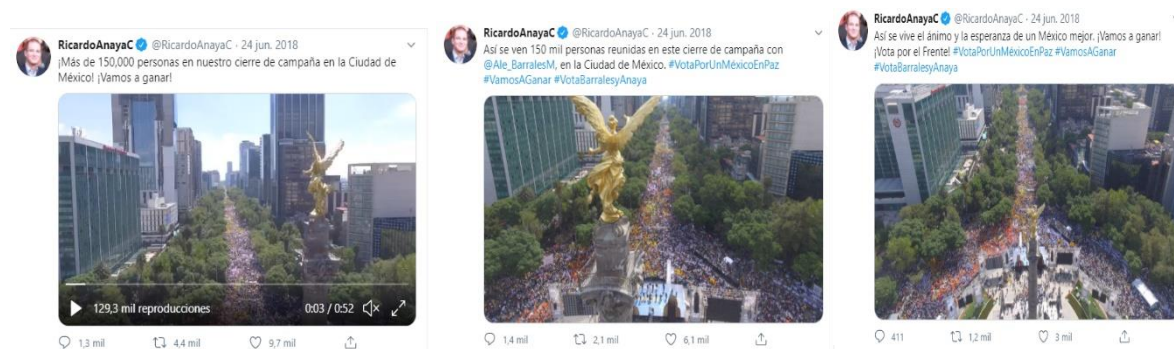 RicardoAnayaC @RicardoAnayaC · 24 jun. 2018
¡Más de 150,000 personas en nuestro cierre de campaña en la Ciudad de
México! ¡Vamos a ganar!
129,3 mil reproducciones
0:03 / 0:52
1,3 mil
4,4 mil
9,7 mil
RicardoAnayaC @RicardoAnayaC · 24 jun. 2018
Así se ven 150 mil personas reunidas en este cierre de campaña con
@Ale_BarralesM, en la Ciudad de México. #VotaPorUnMéxicoEnPaz
#VamosAGanar #VotaBarralesyAnaya
1,4 mil
2,1 mil
6,1 mil
RicardoAnayaC @RicardoAnayaC · 24 jun. 2018
Así se vive el ánimo y la esperanza de un México mejor. ¡Vamos a ganar!
¡Vota por el Frente! #VotaPorUnMéxicoEnPaz #VamosAGanar
#VotaBarralesyAnaya
411
1,2 mil
3 mil